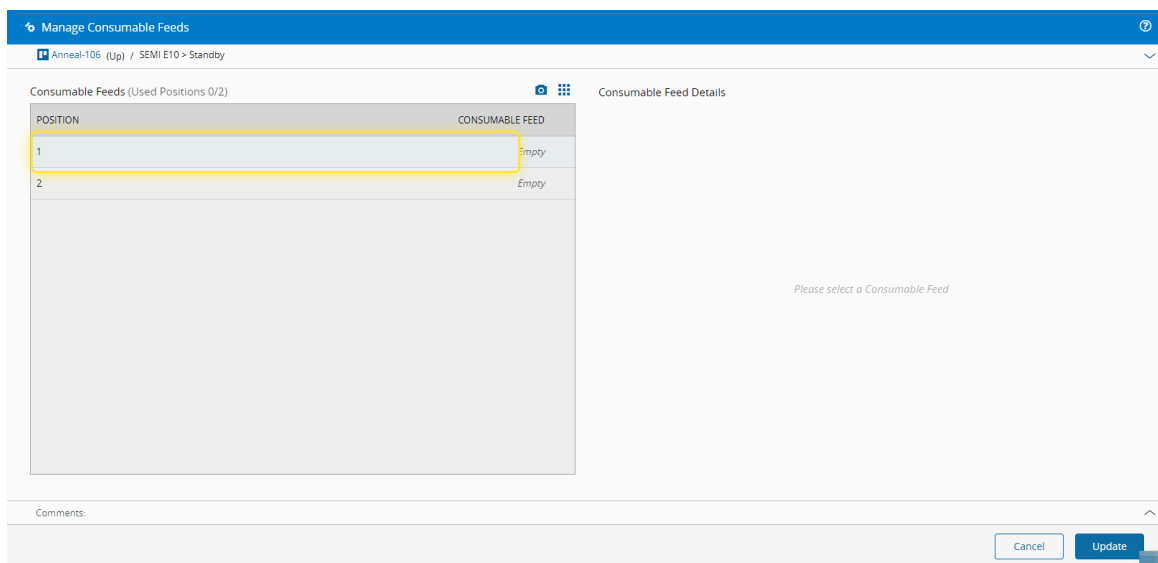 Manage Consumable Feeds
Anneal-106 (Up) / SEMI E10 > Standby
Consumable Feeds (Used Positions 0/2)
Consumable Feed Details
POSITION CONSUMABLE FEED
1 Empty
2 Empty
Please select a Consumable Feed
Comments:
Cancel Update